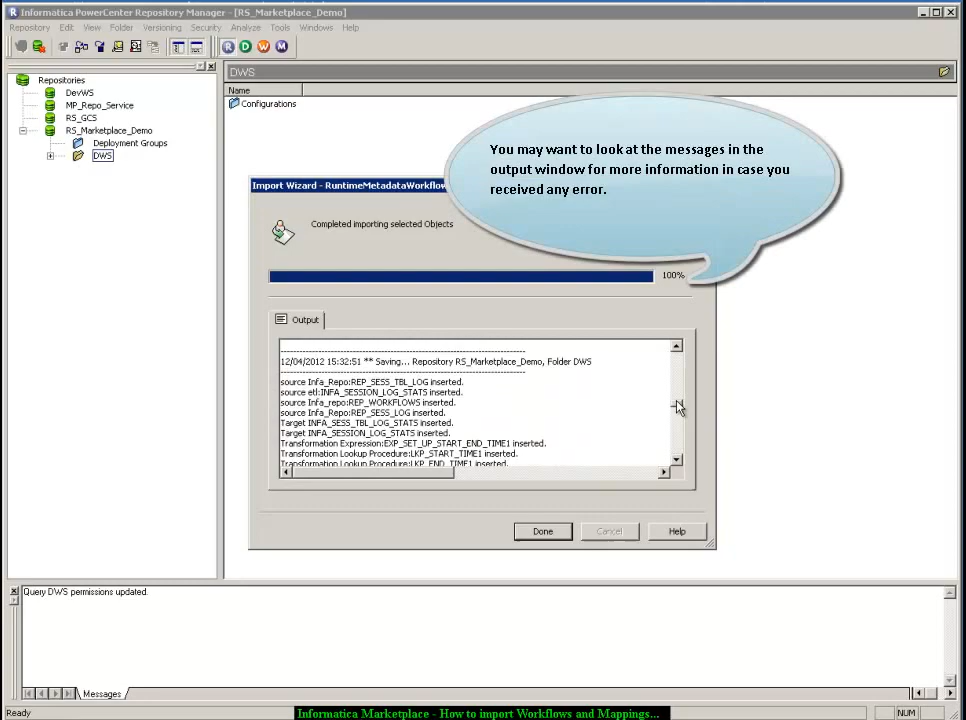 Informatica PowerCenter Repository Manager - [RS_Marketplace_Demo]
Repository Edit View Folder Versioning Security Analyze Tools Windows Help
R D W M
Repositories
DevWS
MP_Repo_Service
RS_GCS
RS_Marketplace_Demo
Deployment Groups
DWS
DWS
Name
Configurations
You may want to look at the messages in the
output window for more information in case you
received any error.
Import Wizard - RuntimeMetadataWorkflow
Completed importing selected Objects
100%
Output
------------------------------------------------------------
12/04/2012 15:32:51 ** Saving... Repository RS_Marketplace_Demo, Folder DWS
------------------------------------------------------------
source Infa_Repo:REP_SESS_TBL_LOG inserted.
source etl:INFA_SESSION_LOG_STATS inserted.
source Infa_repo:REP_WORKFLOWS inserted.
source Infa_Repo:REP_SESS_LOG inserted.
Target INFA_SESS_TBL_LOG_STATS inserted.
Target INFA_SESSION_LOG_STATS inserted.
Transformation Expression:EXP_SET_UP_START_END_TIME1 inserted.
Transformation Lookup Procedure:LKP_START_TIME1 inserted.
Transformation Lookup Procedure:LKP_END_TIME1 inserted.
Done Cancel Help
Query DWS permissions updated.
Messages
Ready
Informatica Marketplace - How to import Workflows and Mappings...
NUM